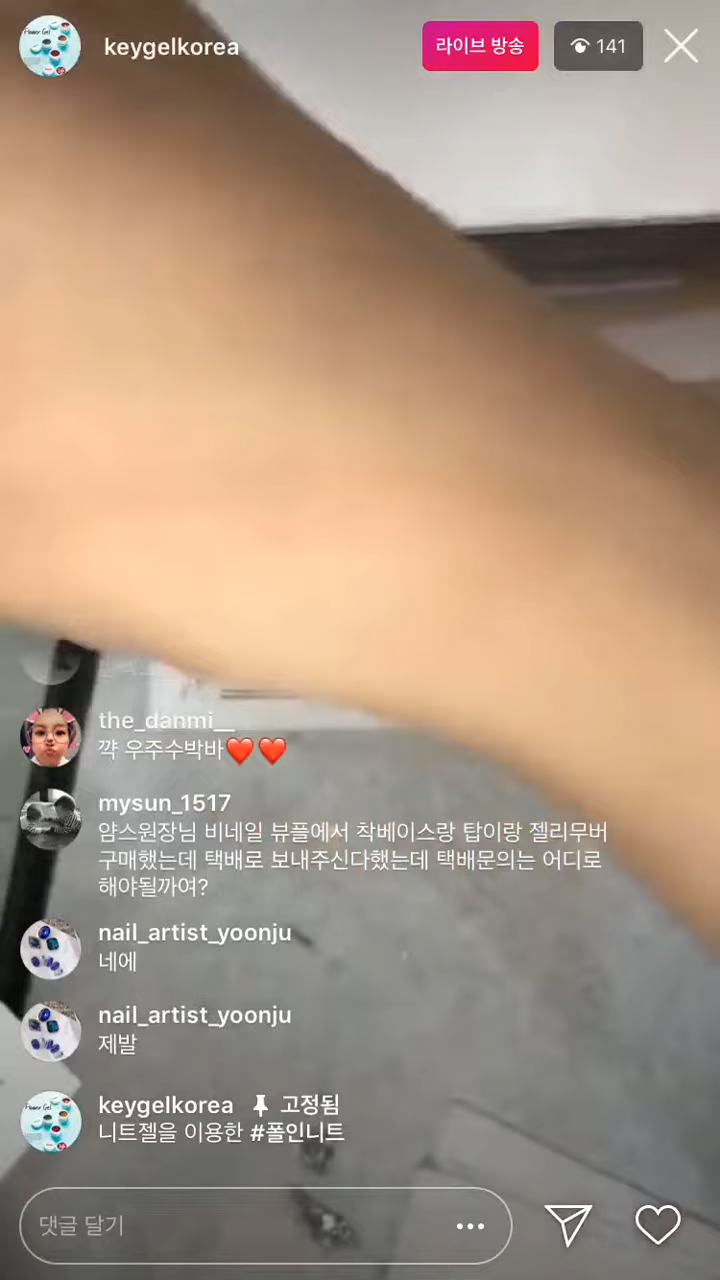 keygelkorea
라이브 방송
141
the_danmi__
꺅 우주수박바❤️❤️
mysun_1517
얌스원장님 비네일 뷰플에서 착베이스랑 탑이랑 젤리무버
구매했는데 택배로 보내주신다했는데 택배문의는 어디로
해야될까여?
nail_artist_yoonju
네에
nail_artist_yoonju
제발
keygelkorea 고정됨
니트젤을 이용한 #폴인니트
댓글 달기